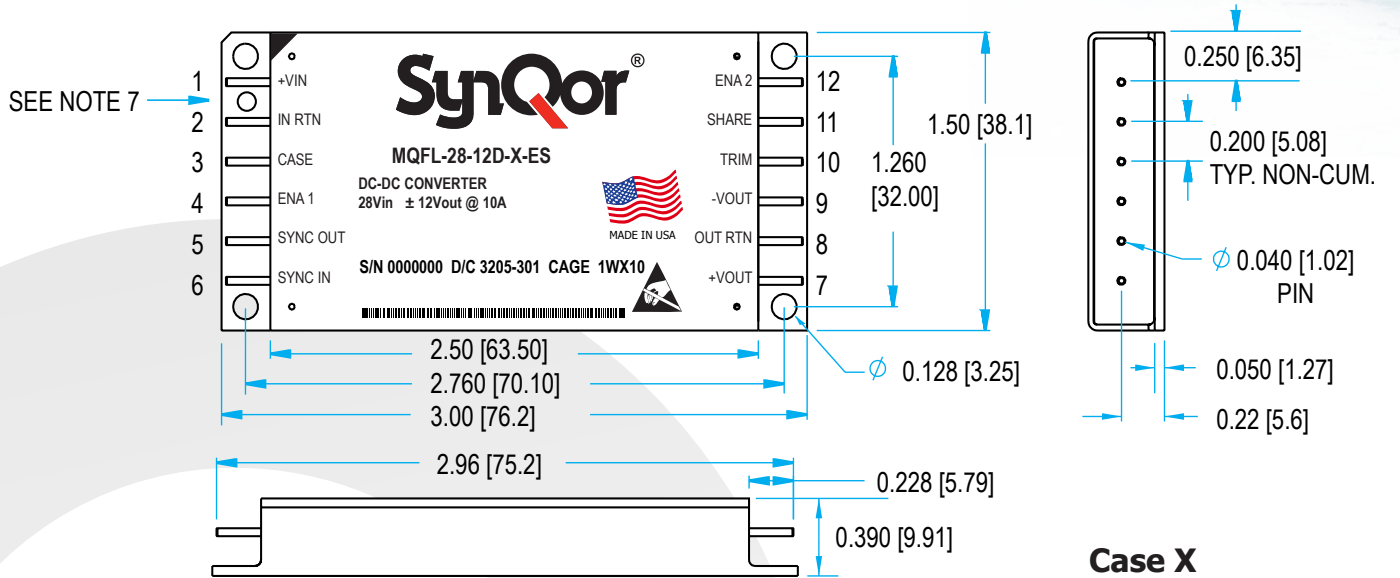 SynQor®
MQFL-28-12D-X-ES
DC-DC CONVERTER
28Vin ± 12Vout @ 10A
MADE IN USA
S/N 0000000 D/C 3205-301 CAGE 1WX10
SEE NOTE 7
1 +VIN
2 IN RTN
3 CASE
4 ENA 1
5 SYNC OUT
6 SYNC IN
ENA 2 12
SHARE 11
TRIM 10
-VOUT 9
OUT RTN 8
+VOUT 7
1.260
[32.00]
1.50 [38.1]
2.50 [63.50]
2.760 [70.10]
3.00 [76.2]
Ø 0.128 [3.25]
0.250 [6.35]
0.200 [5.08]
TYP. NON-CUM.
Ø 0.040 [1.02]
PIN
0.050 [1.27]
0.22 [5.6]
2.96 [75.2]
0.228 [5.79]
0.390 [9.91]
Case X